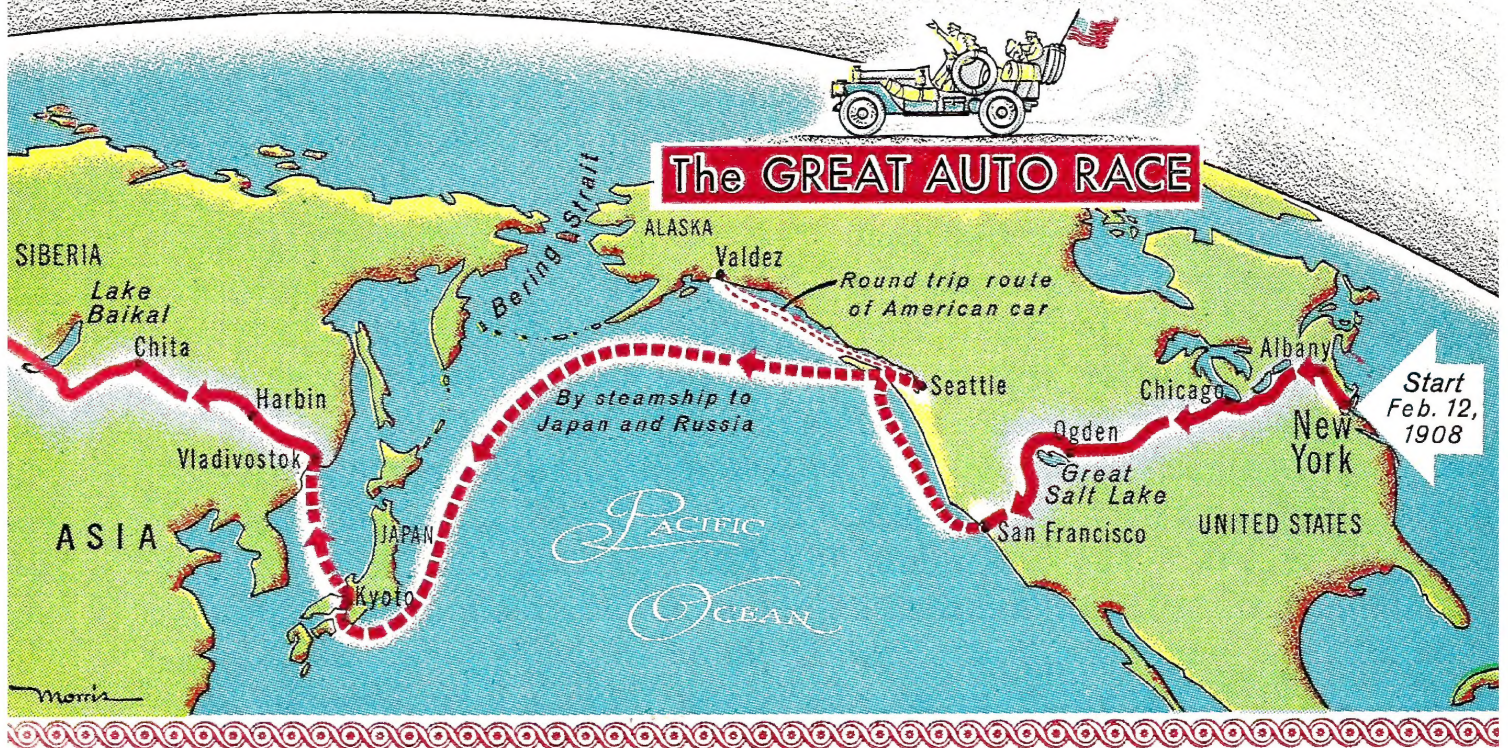 The GREAT AUTO RACE
SIBERIA
Lake
Baikal
Chita
Harbin
Vladivostok
ASIA
JAPAN
Kyoto
Bering Strait
ALASKA
Valdez
Round trip route
of American car
By steamship to
Japan and Russia
PACIFIC
OCEAN
Seattle
San Francisco
Ogden
Great
Salt Lake
Chicago
Albany
New
York
UNITED STATES
Start
Feb. 12,
1908
Morris